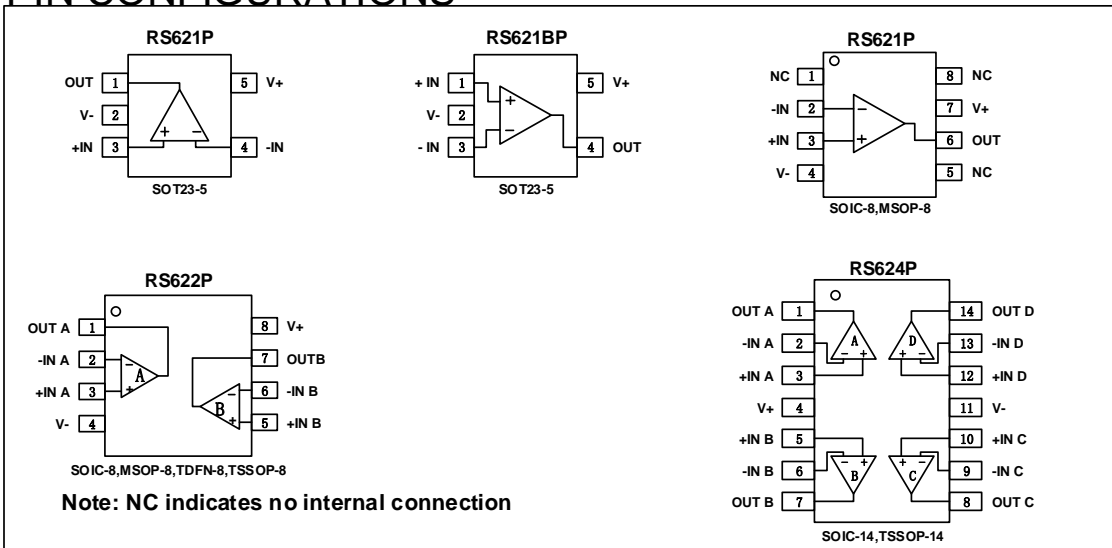 PIN CONFIGURATIONS
RS621P
OUT 1 5 V+
V- 2
+IN 3 4 -IN
+ −
SOT23-5
RS621BP
+ IN 1 5 V+
V- 2
- IN 3 4 OUT
+
−
SOT23-5
RS621P
NC 1 8 NC
-IN 2 7 V+
+IN 3 6 OUT
V- 4 5 NC
−
+
SOIC-8,MSOP-8
RS622P
OUT A 1 8 V+
-IN A 2 7 OUTB
+IN A 3 6 -IN B
V- 4 5 +IN B
− A +
− B +
SOIC-8,MSOP-8,TDFN-8,TSSOP-8
Note: NC indicates no internal connection
RS624P
OUT A 1 14 OUT D
-IN A 2 A D 13 -IN D
+IN A 3 − + + − 12 +IN D
V+ 4 11 V-
+IN B 5 10 +IN C
-IN B 6 − + + − 9 -IN C
OUT B 7 B C 8 OUT C
SOIC-14,TSSOP-14